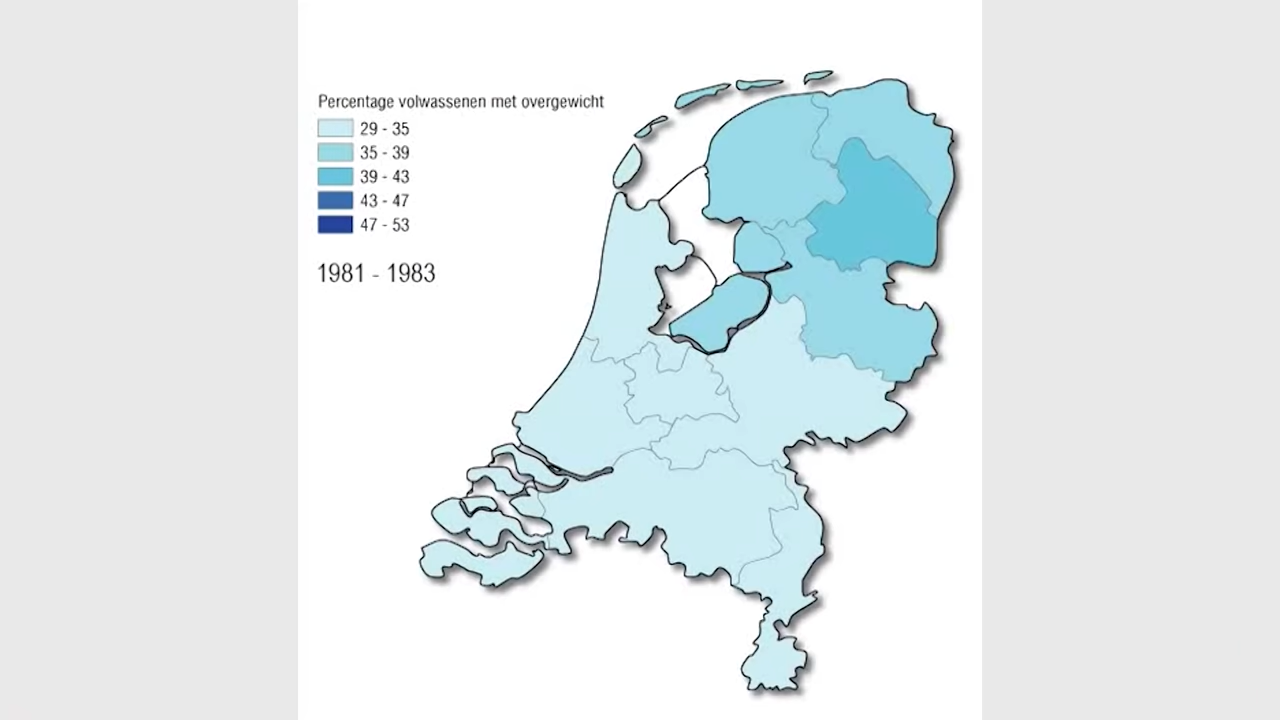 Percentage volwassenen met overgewicht
29 - 35
35 - 39
39 - 43
43 - 47
47 - 53
1981 - 1983